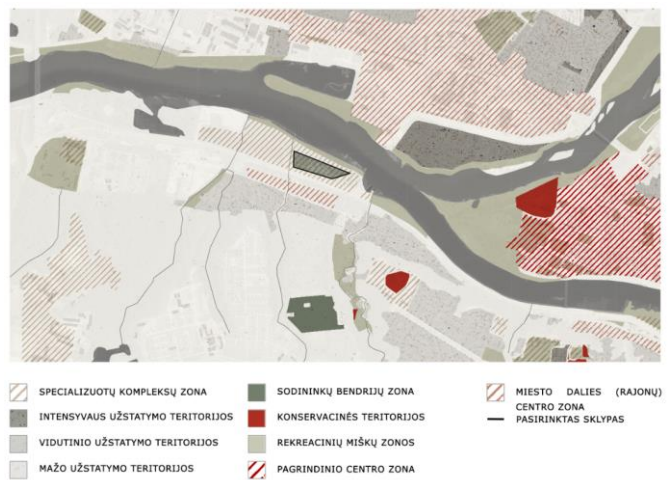 SPECIALIZUOTŲ KOMPLEKSŲ ZONA
INTENSYVAUS UŽSTATYMO TERITORIJOS
VIDUTINIO UŽSTATYMO TERITORIJOS
MAŽO UŽSTATYMO TERITORIJOS
SODININKŲ BENDRIJŲ ZONA
KONSERVACINĖS TERITORIJOS
REKREACINIŲ MIŠKŲ ZONOS
PAGRINDINIO CENTRO ZONA
MIESTO DALIES (RAJONŲ)
CENTRO ZONA
PASIRINKTAS SKLYPAS